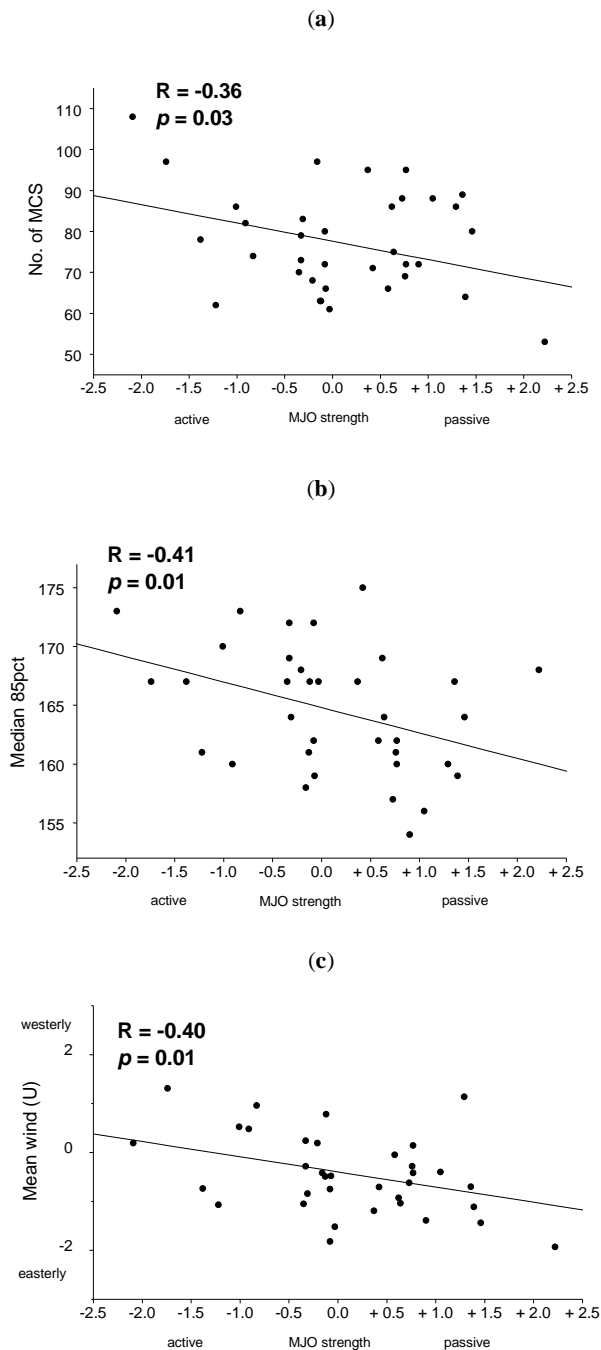 (a)
R = -0.36
p = 0.03
110
100
90
80
70
60
50
No. of MCS
-2.5 -2.0 -1.5 -1.0 -0.5 0.0 + 0.5 + 1.0 + 1.5 + 2.0 + 2.5
active MJO strength passive
(b)
R = -0.41
p = 0.01
175
170
165
160
155
Median 85pct
-2.5 -2.0 -1.5 -1.0 -0.5 0.0 + 0.5 + 1.0 + 1.5 + 2.0 + 2.5
active MJO strength passive
(c)
westerly
R = -0.40
p = 0.01
2
0
-2
Mean wind (U)
easterly
-2.5 -2.0 -1.5 -1.0 -0.5 0.0 + 0.5 + 1.0 + 1.5 + 2.0 + 2.5
active MJO strength passive